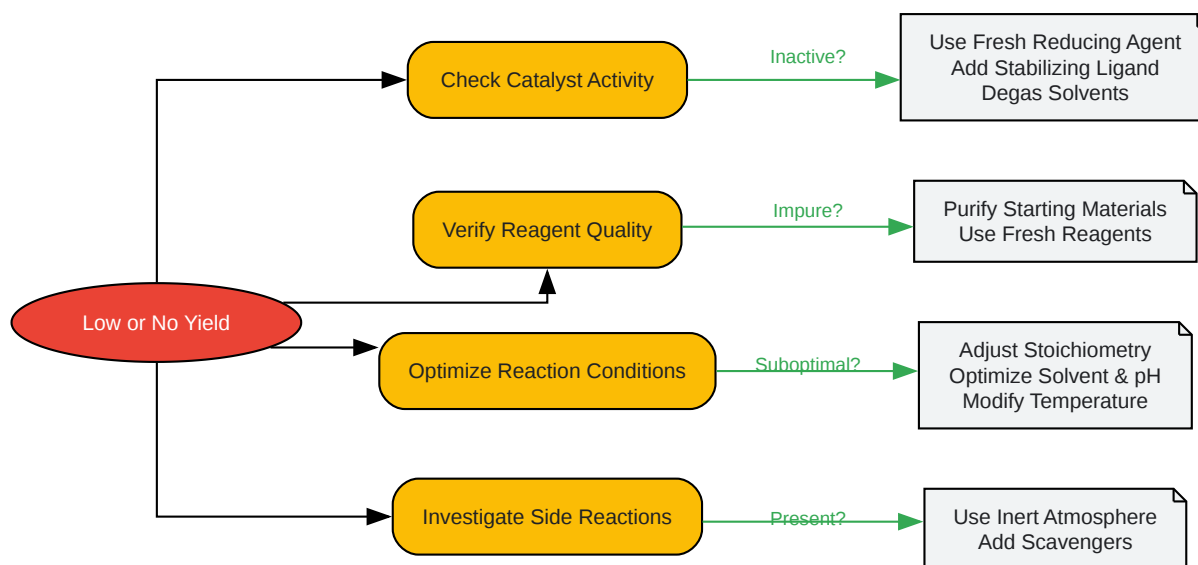 Low or No Yield
Check Catalyst Activity
Inactive?
Use Fresh Reducing Agent
Add Stabilizing Ligand
Degas Solvents
Verify Reagent Quality
Impure?
Purify Starting Materials
Use Fresh Reagents
Optimize Reaction Conditions
Suboptimal?
Adjust Stoichiometry
Optimize Solvent & pH
Modify Temperature
Investigate Side Reactions
Present?
Use Inert Atmosphere
Add Scavengers